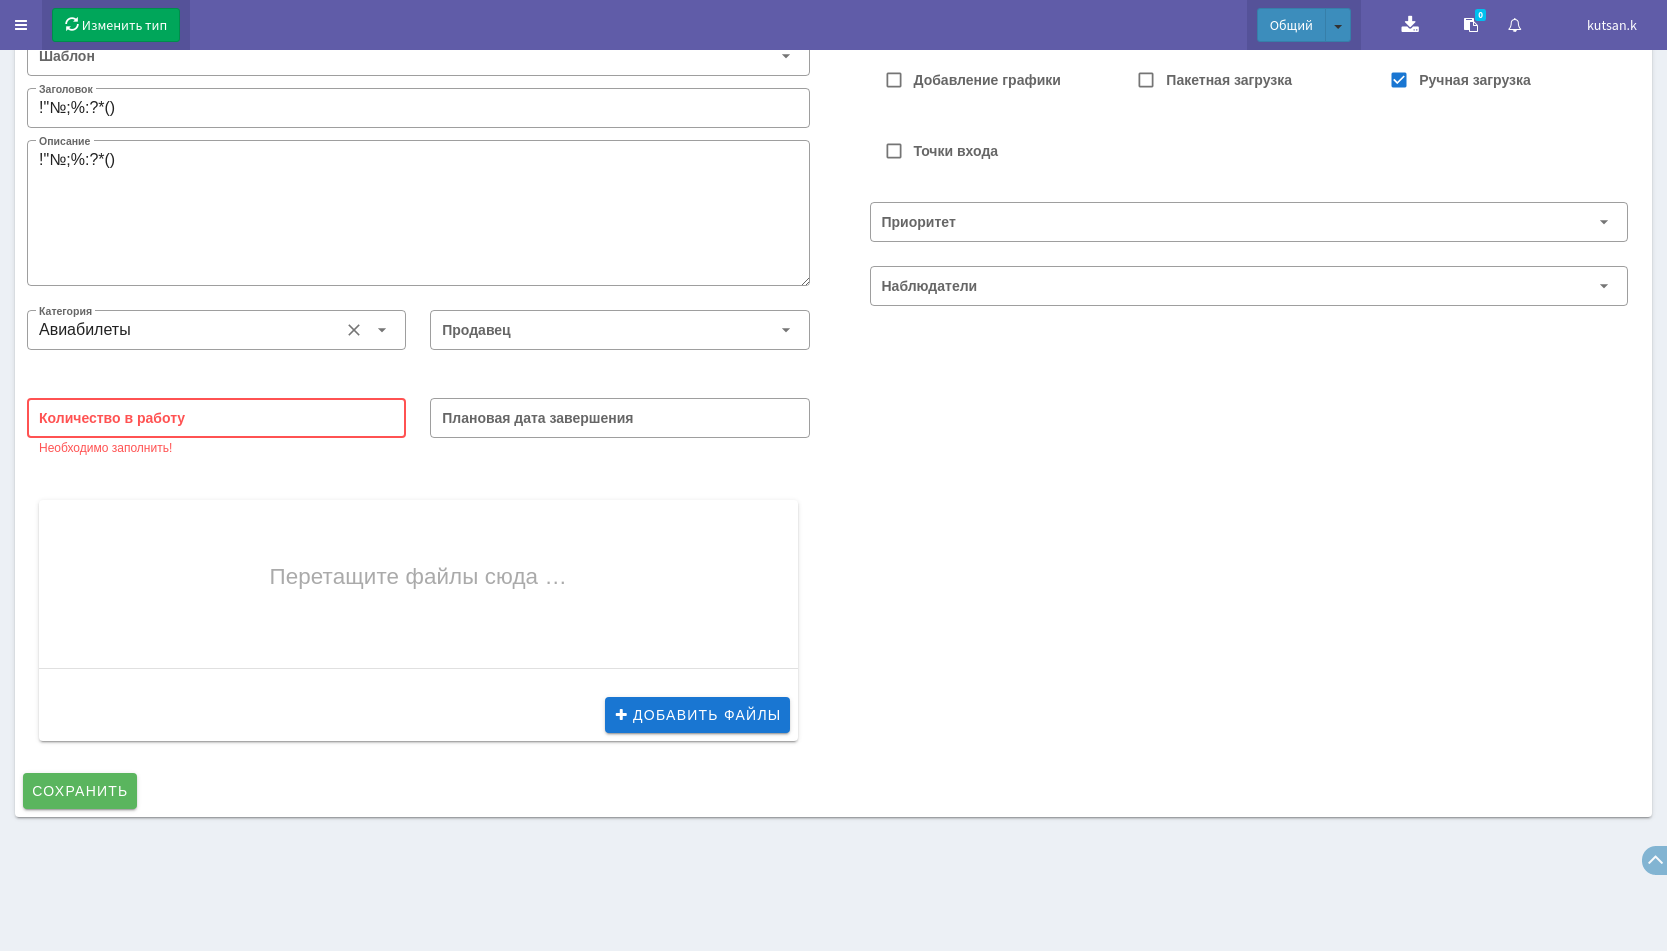 Изменить тип
Общий
0
kutsan.k
Шаблон
Заголовок
!"№;%:?*()
Описание
!"№;%:?*()
Категория
Авиабилеты
Продавец
Количество в работу
Необходимо заполнить!
Плановая дата завершения
Перетащите файлы сюда …
ДОБАВИТЬ ФАЙЛЫ
СОХРАНИТЬ
Добавление графики
Пакетная загрузка
Ручная загрузка
Точки входа
Приоритет
Наблюдатели